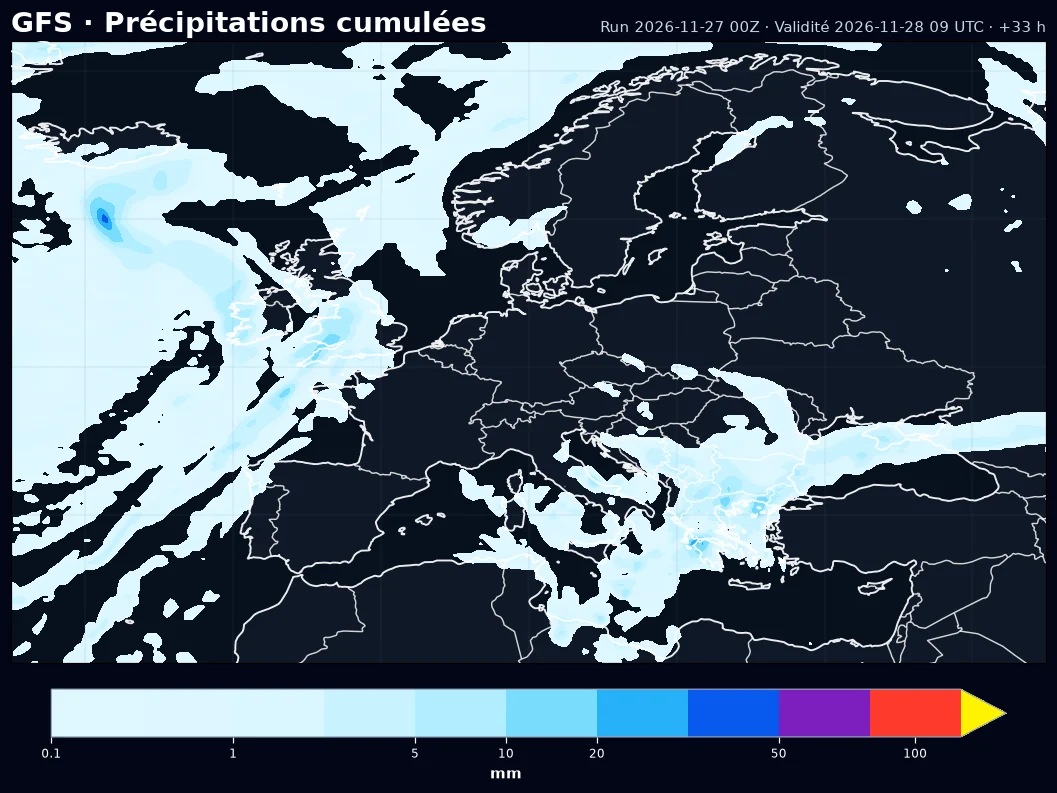 GFS · Précipitations cumulées
Run 2026-11-27 00Z · Validité 2026-11-28 09 UTC · +33 h
0.1 1 5 10 20 50 100
mm